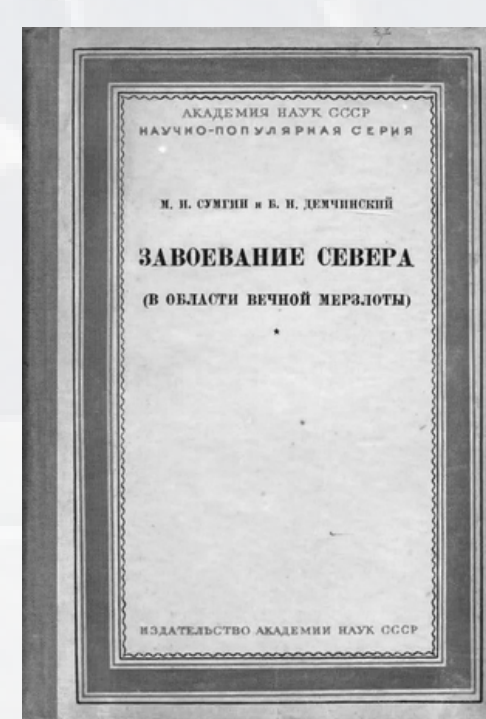 АКАДЕМИЯ НАУК СССР
НАУЧНО-ПОПУЛЯРНАЯ СЕРИЯ
М. И. СУМГИН и Б. Н. ДЕМЧИНСКИЙ
ЗАВОЕВАНИЕ СЕВЕРА
(В ОБЛАСТИ ВЕЧНОЙ МЕРЗЛОТЫ)
ИЗДАТЕЛЬСТВО АКАДЕМИИ НАУК СССР